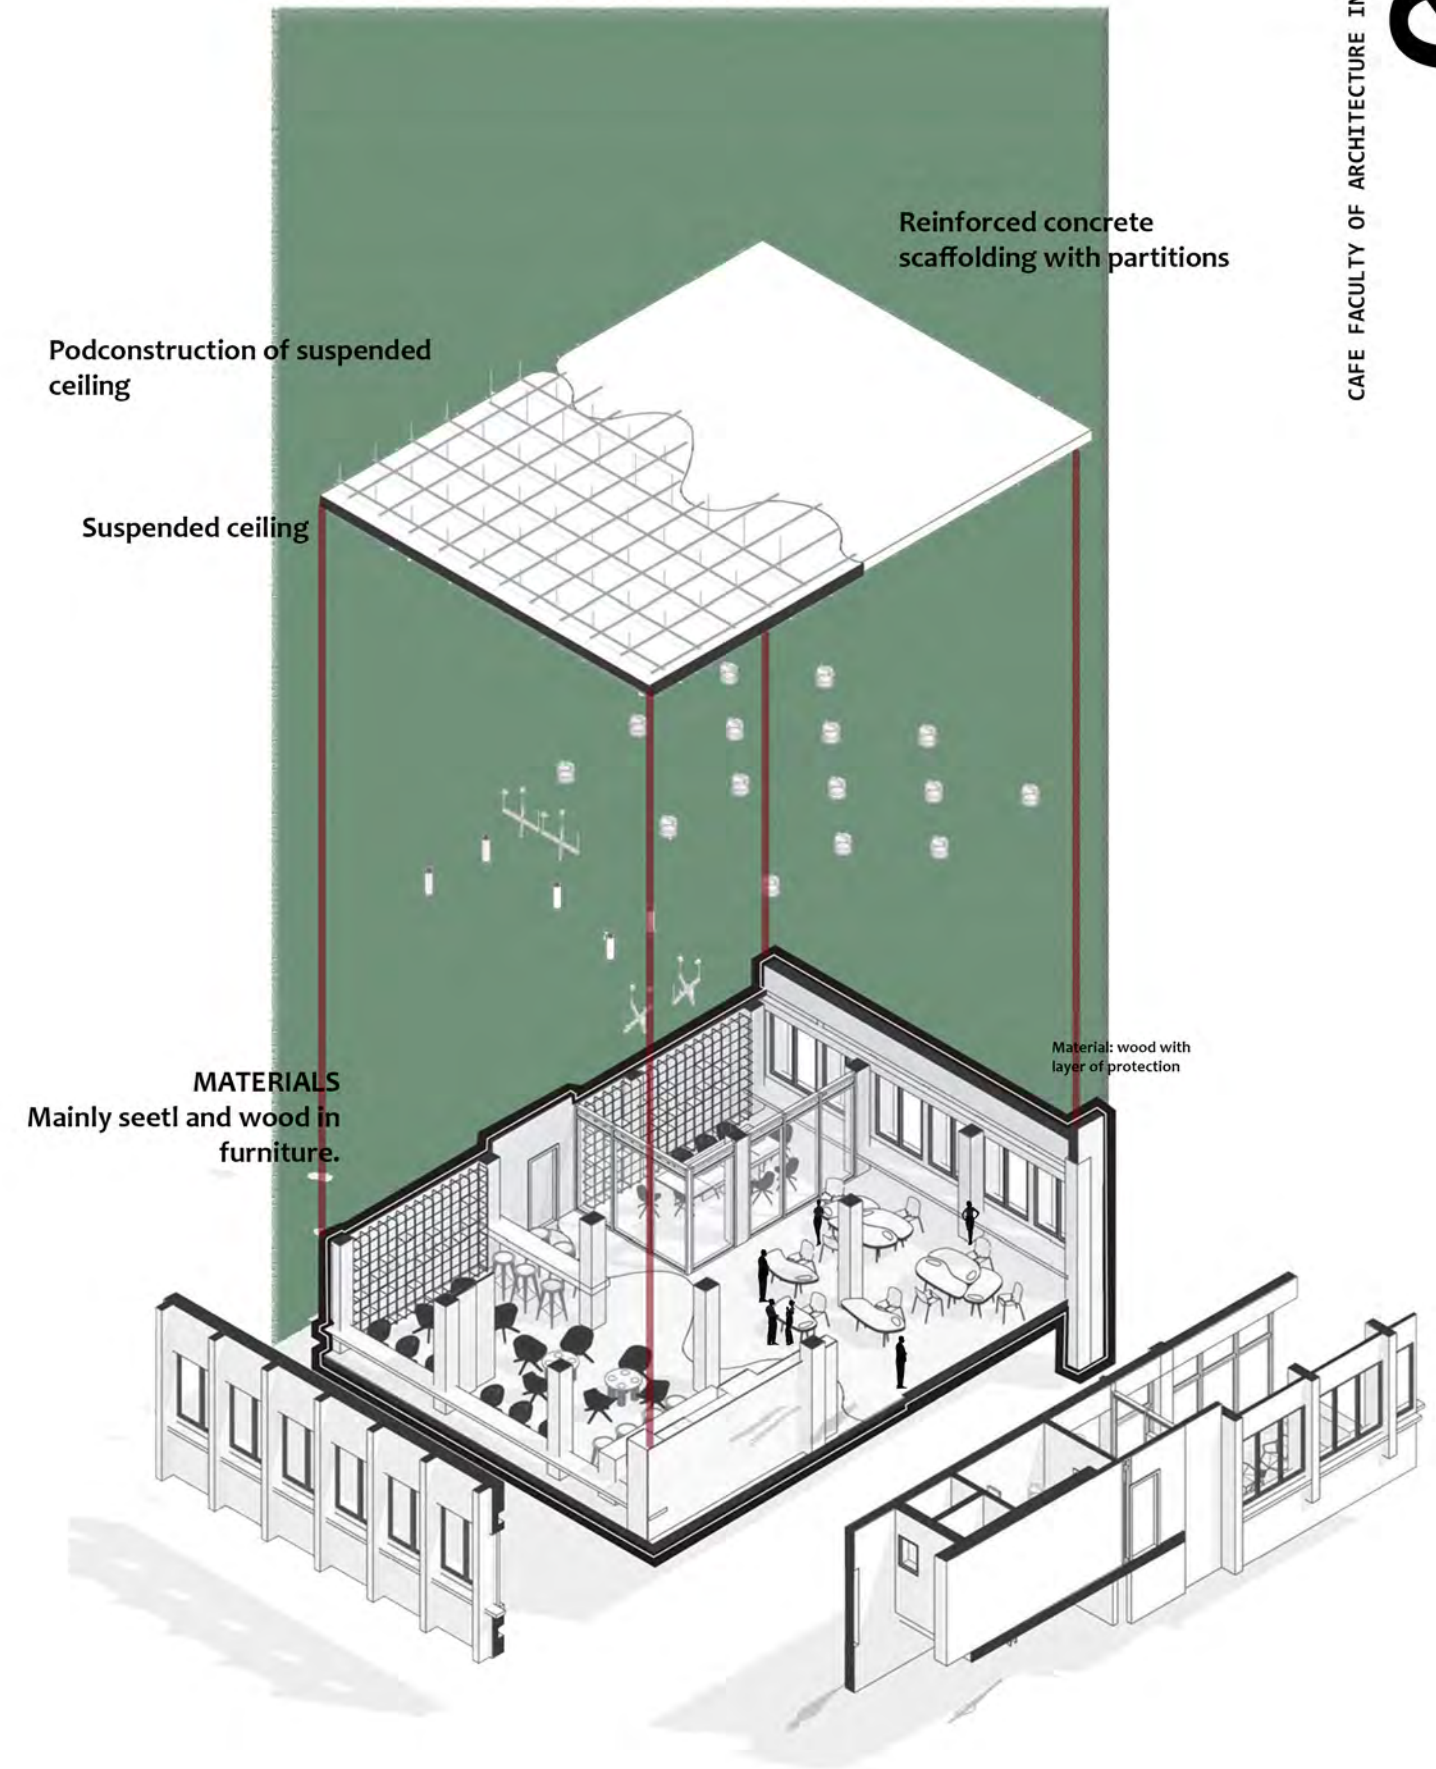 CAFE FACULTY OF ARCHITECTURE
Reinforced concrete
scaffolding with partitions
Podconstruction of suspended
ceiling
Suspended ceiling
Material: wood with
layer of protection
MATERIALS
Mainly seetl and wood in
furniture.